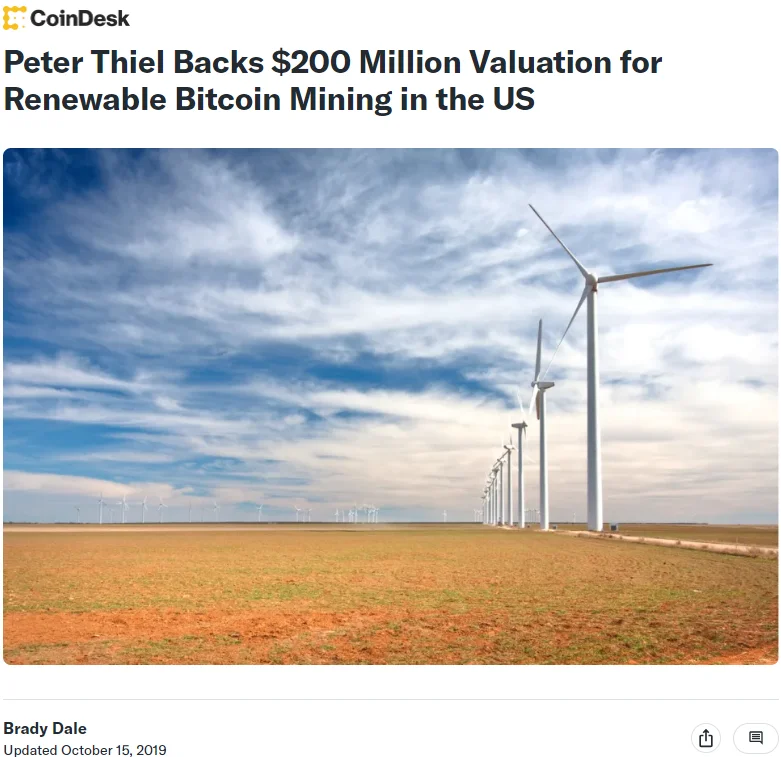 CoinDesk
Peter Thiel Backs $200 Million Valuation for
Renewable Bitcoin Mining in the US
Brady Dale
Updated October 15, 2019